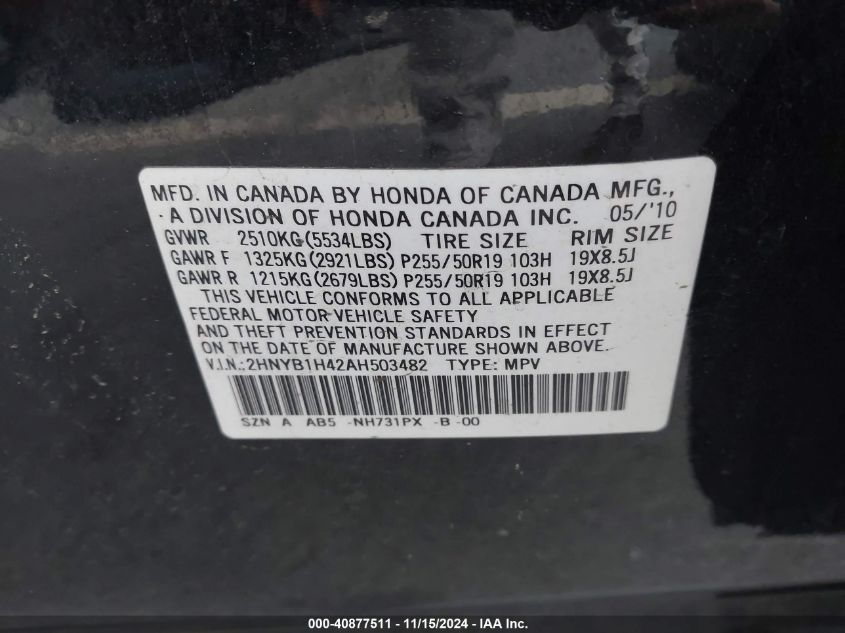 MFD. IN CANADA BY HONDA OF CANADA MFG.,
A DIVISION OF HONDA CANADA INC. 05/'10
GVWR 2510KG(5534LBS) TIRE SIZE RIM SIZE
GAWR F 1325KG(2921LBS) P255/50R19 103H 19X8.5J
GAWR R 1215KG(2679LBS) P255/50R19 103H 19X8.5J
THIS VEHICLE CONFORMS TO ALL APPLICABLE
FEDERAL MOTOR VEHICLE SAFETY
AND THEFT PREVENTION STANDARDS IN EFFECT
ON THE DATE OF MANUFACTURE SHOWN ABOVE.
V.I.N.:2HNYB1H42AH503482 TYPE: MPV
SZN A AB5 -NH731PX -B -00
000-40877511 - 11/15/2024 - IAA Inc.